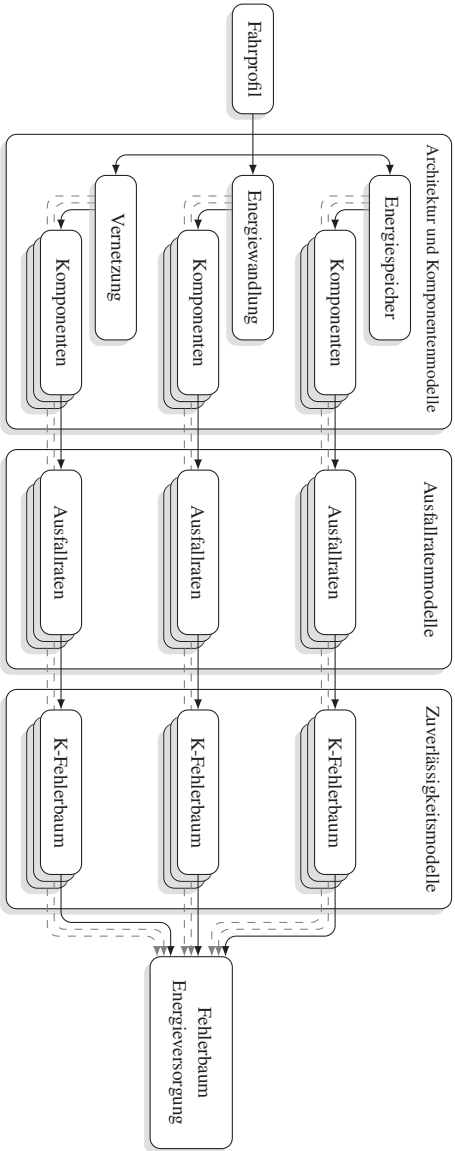 Fahrprofil
Architektur und Komponentenmodelle
Energiespeicher
Komponenten
Energiewandlung
Komponenten
Vernetzung
Komponenten
Ausfallratenmodelle
Ausfallraten
Ausfallraten
Ausfallraten
Zuverlässigkeitsmodelle
K-Fehlerbaum
K-Fehlerbaum
K-Fehlerbaum
Fehlerbaum
Energieversorgung